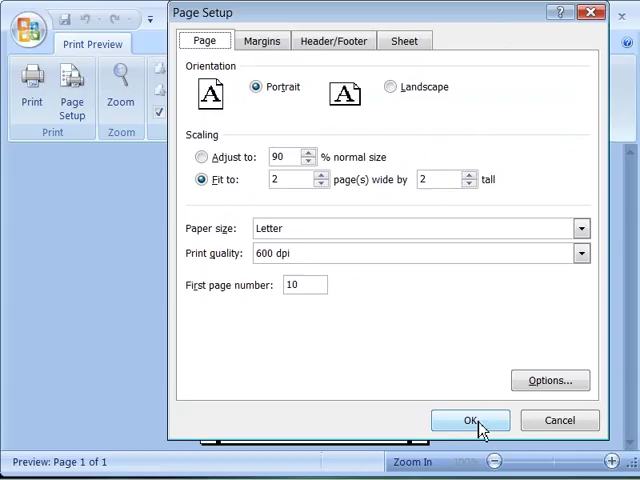 Page Setup
Print Preview
Page Margins Header/Footer Sheet
Orientation
A Portrait A Landscape
Scaling
Adjust to: 90 % normal size
Fit to: 2 page(s) wide by 2 tall
Print
Page
Setup
Zoom
Print Zoom
Paper size: Letter
Print quality: 600 dpi
First page number: 10
Options...
OK Cancel
Preview: Page 1 of 1 Zoom In 100%